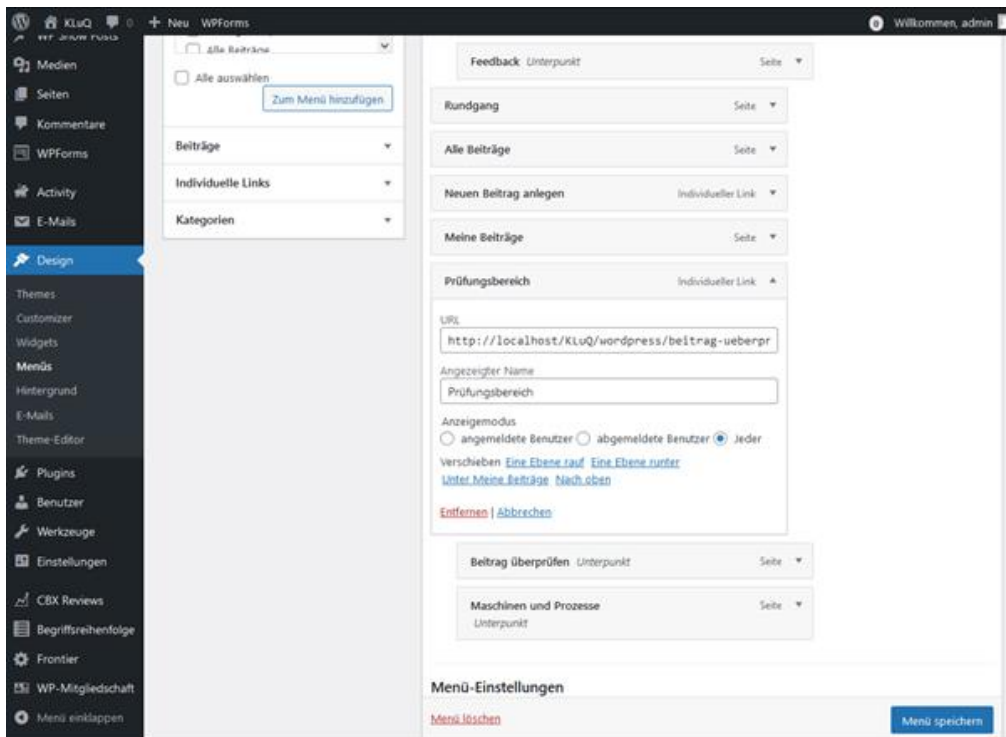 KLuQ 0 + Neu WPForms
0 Willkommen, admin
WP Show Posts
Medien
Seiten
Kommentare
WPForms
Activity
E-Mails
Design
Themes
Customizer
Widgets
Menüs
Hintergrund
E-Mails
Theme-Editor
Plugins
Benutzer
Werkzeuge
Einstellungen
CBX Reviews
Begriffsreihenfolge
Frontier
WP-Mitgliedschaft
Menü einklappen
Alle Beiträge
Alle auswählen
Zum Menü hinzufügen
Beiträge
Individuelle Links
Kategorien
Feedback Unterpunkt Seite
Rundgang Seite
Alle Beiträge Seite
Neuen Beitrag anlegen Individueller Link
Meine Beiträge Seite
Prüfungsbereich Individueller Link
URL
http://localhost/KLuQ/wordpress/beitrag-ueberpr
Angezeigter Name
Prüfungsbereich
Anzeigemodus
angemeldete Benutzer abgemeldete Benutzer Jeder
Verschieben Eine Ebene rauf Eine Ebene runter
Unter Meine Beiträge Nach oben
Entfernen | Abbrechen
Beitrag überprüfen Unterpunkt Seite
Maschinen und Prozesse Seite
Unterpunkt
Menü-Einstellungen
Menü löschen
Menü speichern